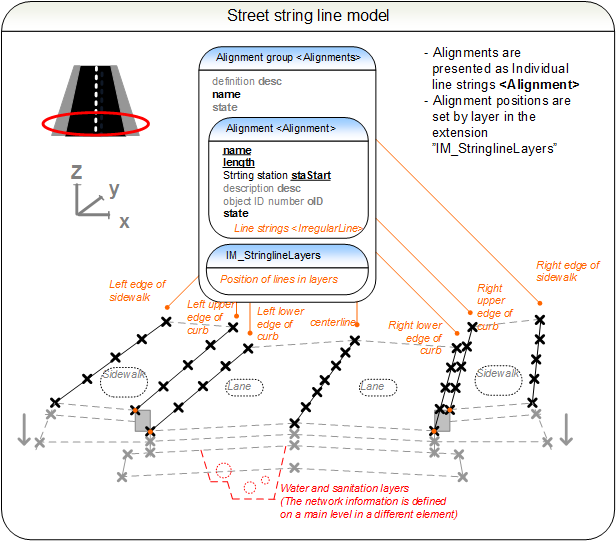 Street string line model
Alignment group <Alignments>
definition desc
name
state
Alignment <Alignment>
name
length
Strting station staStart
description desc
object ID number oID
state
Line strings <IrregularLine>
IM_StringlineLayers
Position of lines in layers
- Alignments are
presented as Individual
line strings <Alignment>
- Alignment positions are
set by layer in the
extension
"IM_StringlineLayers"
z
y
x
Left edge of
sidewalk
Left upper
edge of
curb
Left lower
edge of
curb
centerline
Right lower
edge of
curb
Right
upper
edge of
curb
Right edge of
sidewalk
Sidewalk
Lane
Lane
Sidewalk
Water and sanitation layers
(The network information is defined
on a main level in a different element)